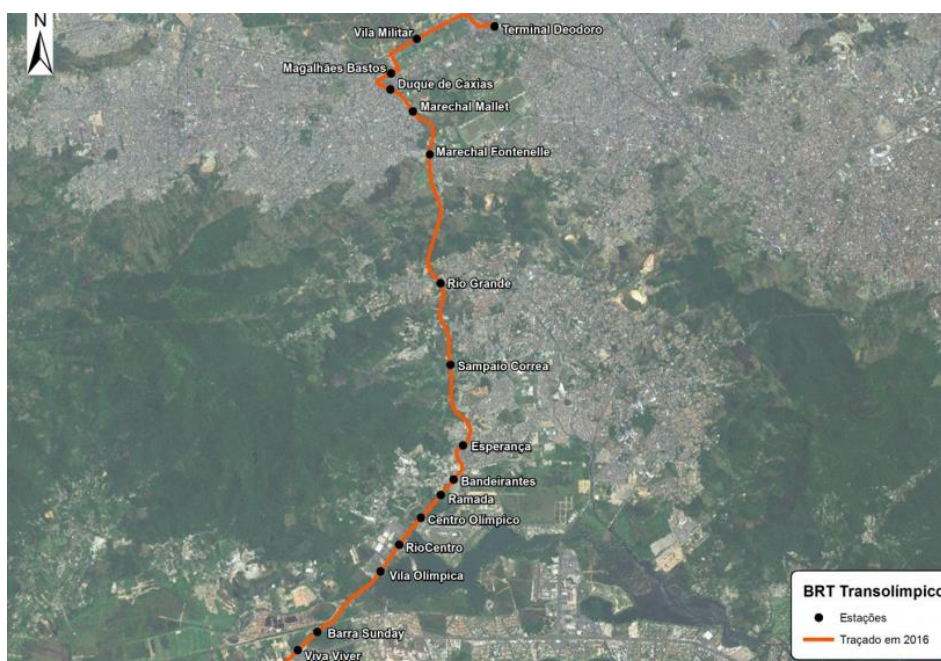 N
Terminal Deodoro
Vila Militar
Magalhães Bastos
Duque de Caxias
Marechal Mallet
Marechal Fontenelle
Rio Grande
Sampaio Correa
Esperança
Bandeirantes
Ramada
Centro Olímpico
RioCentro
Vila Olímpica
Barra Sunday
Viva Viver
BRT Transolímpico
Estações
Traçado em 2016